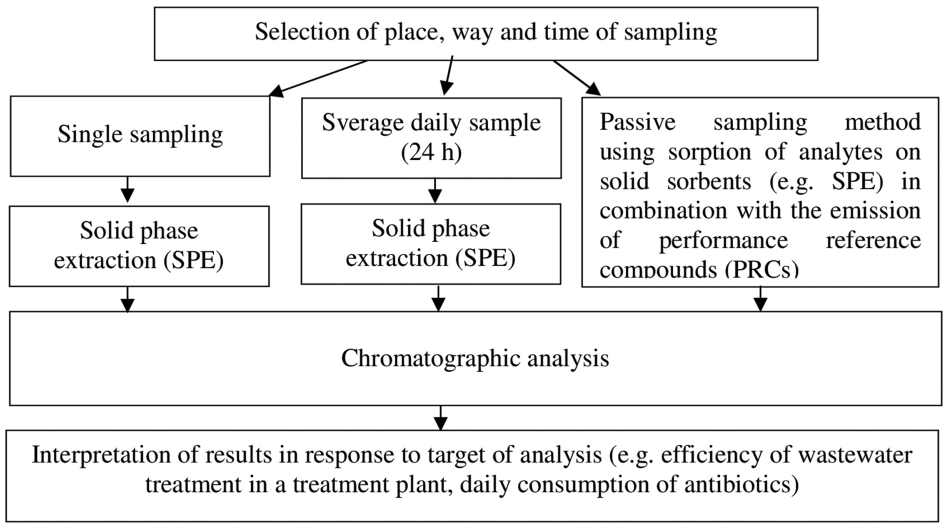 Selection of place, way and time of sampling
Single sampling
Sverage daily sample
(24 h)
Passive sampling method
using sorption of analytes on
solid sorbents (e.g. SPE) in
combination with the emission
of performance reference
compounds (PRCs)
Solid phase
extraction (SPE)
Solid phase
extraction (SPE)
Chromatographic analysis
Interpretation of results in response to target of analysis (e.g. efficiency of wastewater
treatment in a treatment plant, daily consumption of antibiotics)